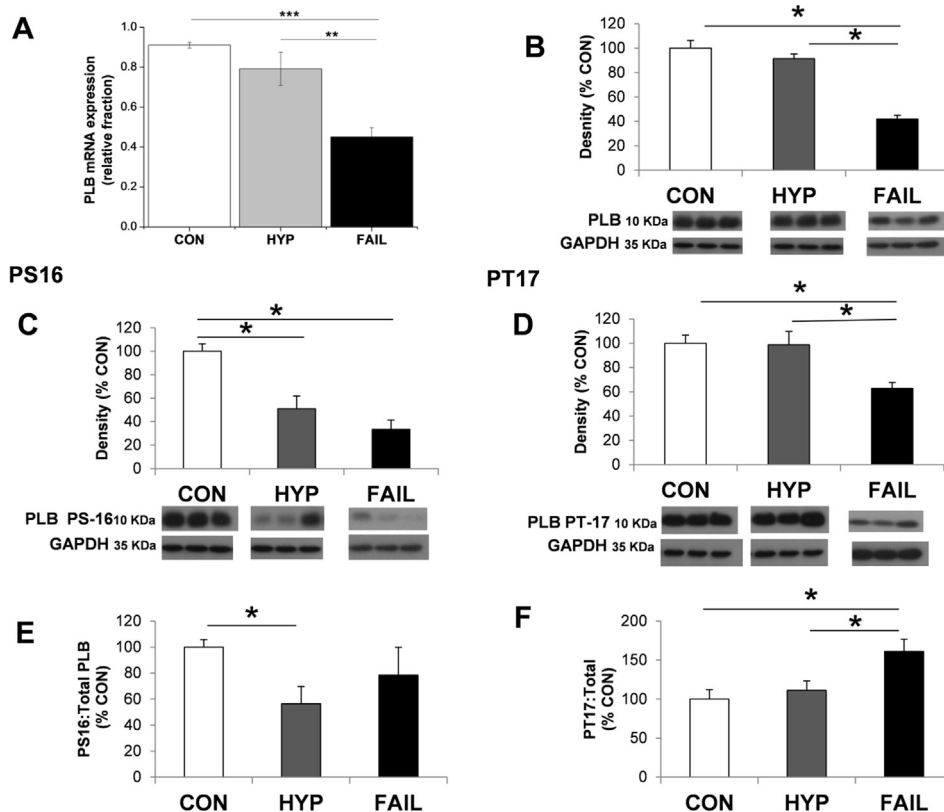 A
PLB mRNA expression
(relative fraction)
0.9
0.8
0.6
0.4
0.2
0.0
***
**
CON HYP FAIL
B
Desnity (% CON)
120
100
80
60
40
20
0
*
*
CON HYP FAIL
PLB 10 KDa
GAPDH 35 KDa
PS16
C
Density (% CON)
120
100
80
60
40
20
0
*
*
CON HYP FAIL
PLB PS-16 10 KDa
GAPDH 35 KDa
PT17
D
Density (% CON)
120
100
80
60
40
20
0
*
*
CON HYP FAIL
PLB PT-17 10 KDa
GAPDH 35 KDa
E
PS16:Total PLB
(% CON)
120
100
80
60
40
20
0
*
CON HYP FAIL
F
PT17:Total
(% CON)
200
150
100
50
0
*
*
CON HYP FAIL